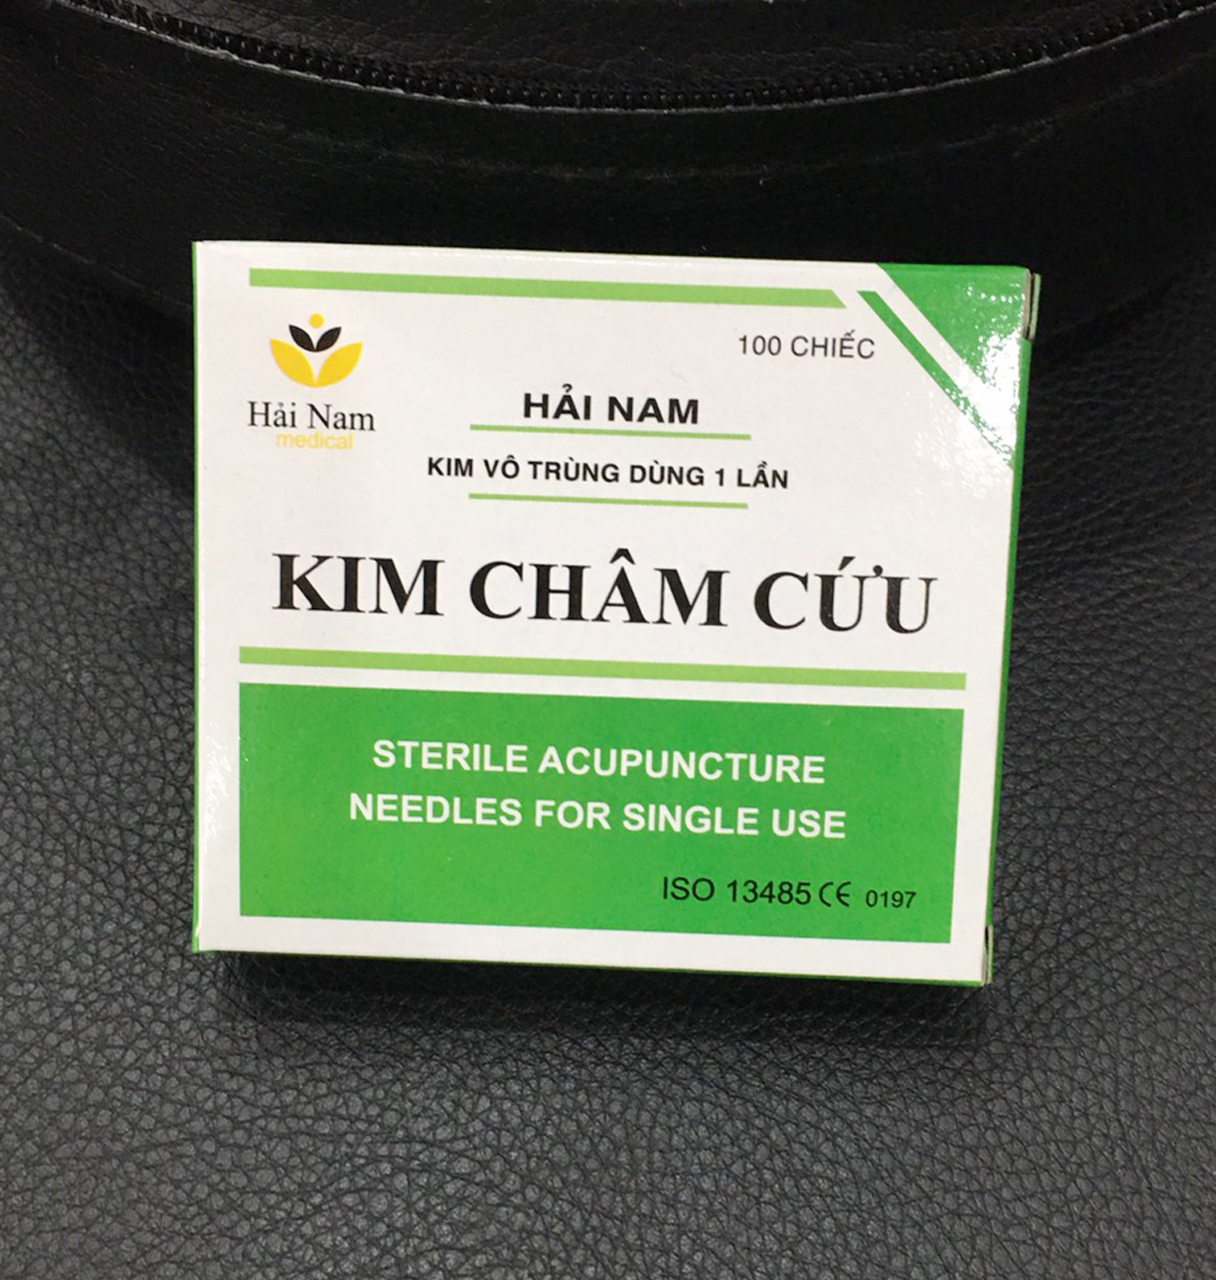 100 CHIẾC
Hải Nam
medical
HẢI NAM
KIM VÔ TRÙNG DÙNG 1 LẦN
KIM CHÂM CỨU
STERILE ACUPUNCTURE
NEEDLES FOR SINGLE USE
ISO 13485 CE 0197